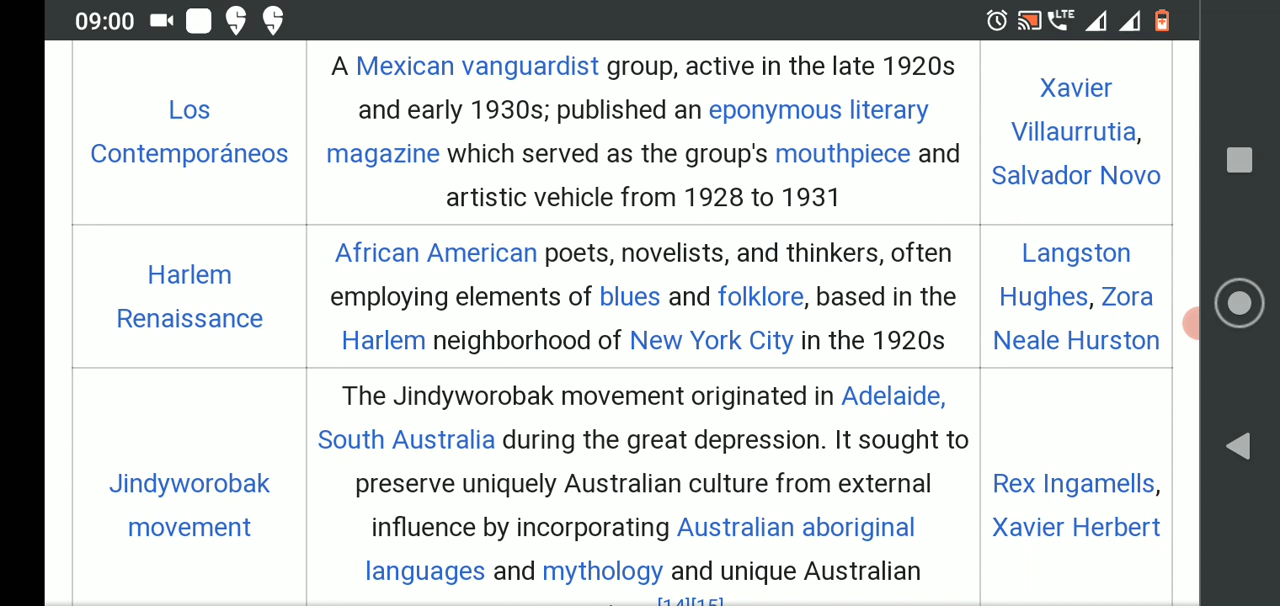 09:00
LTE
A Mexican vanguardist group, active in the late 1920s
and early 1930s; published an eponymous literary
magazine which served as the group's mouthpiece and
artistic vehicle from 1928 to 1931
Los
Contemporáneos
Xavier
Villaurrutia,
Salvador Novo
Harlem
Renaissance
African American poets, novelists, and thinkers, often
employing elements of blues and folklore, based in the
Harlem neighborhood of New York City in the 1920s
Langston
Hughes, Zora
Neale Hurston
Jindyworobak
movement
The Jindyworobak movement originated in Adelaide,
South Australia during the great depression. It sought to
preserve uniquely Australian culture from external
influence by incorporating Australian aboriginal
languages and mythology and unique Australian
[14][15]
Rex Ingamells,
Xavier Herbert